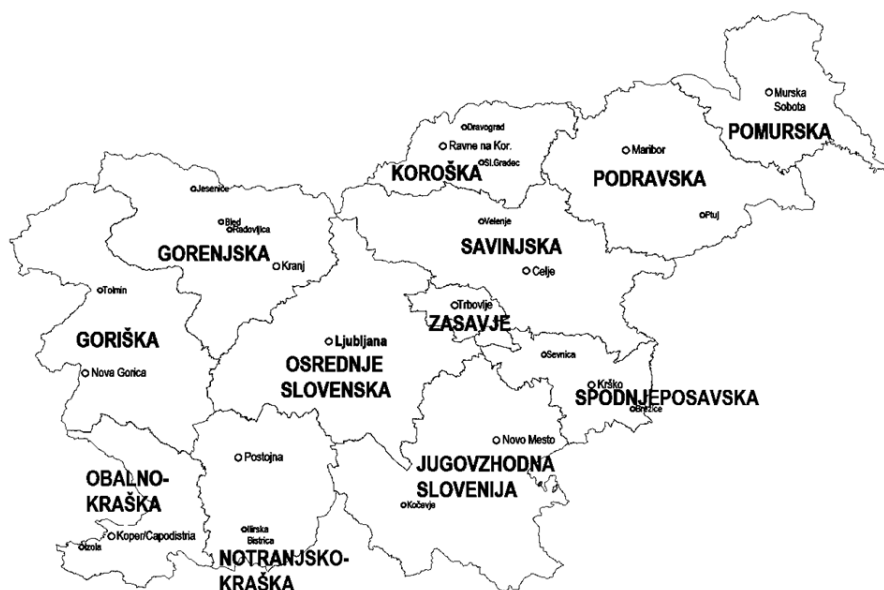 Murska
Sobota
POMURSKA
Dravograd
Ravne na Kor.
Sl.Gradec
KOROŠKA
Maribor
PODRAVSKA
Ptuj
Jesenice
Bled
Radovljica
GORENJSKA
Kranj
Velenje
SAVINJSKA
Celje
Tolmin
GORIŠKA
Nova Gorica
Trbovlje
ZASAVJE
Ljubljana
OSREDNJE
SLOVENSKA
Sevnica
Krško
SPODNJEPOSAVSKA
Brežice
Novo Mesto
JUGOVZHODNA
SLOVENIJA
Kočevje
Postojna
OBALNO-
KRAŠKA
Koper/Capodistria
Izola
Ilirska
Bistrica
NOTRANJSKO-
KRAŠKA